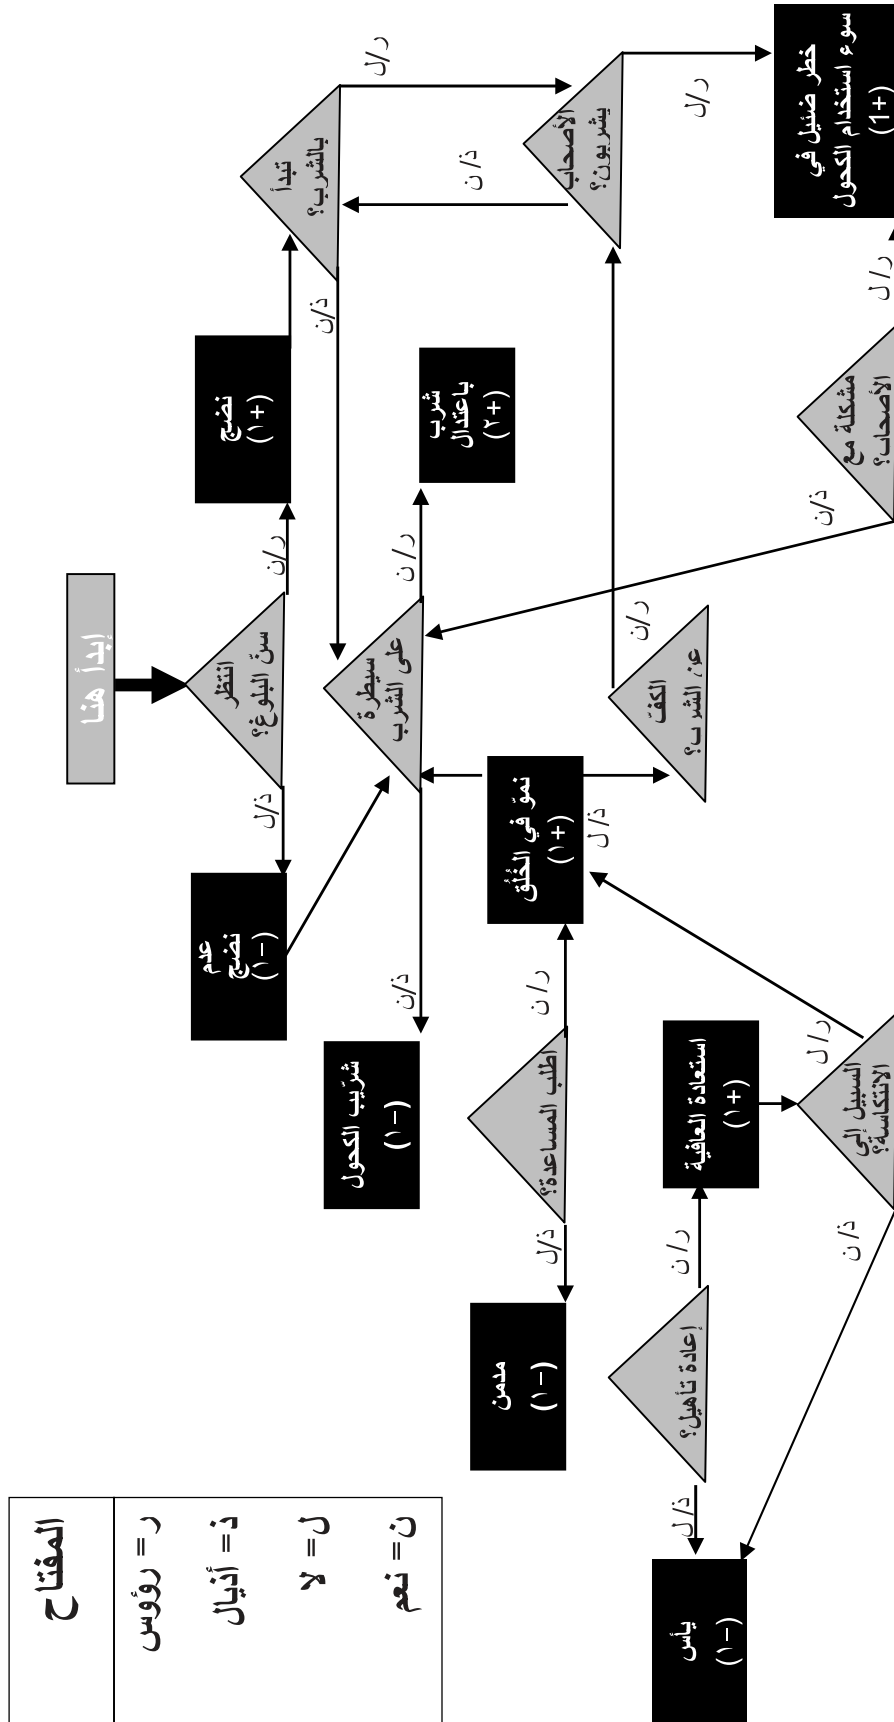 إبدأ هنا
انتظر
سنّ البلوغ؟
ر/ن
ذ/ل
نضج
(+١)
عدم
نضج
(−١)
تبدأ
بالشرب؟
ر/ل
ذ/ن
ذ/ن
الأصحاب
يشربون؟
ر/ل
خطر ضئيل في
سوء استخدام الكحول
(+1)
سيطرة
على الشرب
ر/ن
ذ/ن
شرب
باعتدال
(+٢)
شرّيب الكحول
(−١)
نموّ في الخُلُق
(+١)
ذ/ل
الكفّ
عن الشرب؟
ر/ن
مشكلة مع
الأصحاب؟
ر/ل
ذ/ن
اطلب المساعدة؟
ر/ن
ذ/ل
مدمن
(−١)
إعادة تأهيل؟
ر/ن
ذ/ل
استعادة العافية
(+١)
السبيل إلى
الانتكاسة؟
ر/ل
ذ/ن
يأس
(−١)
المفتاح
ر= رؤوس
ذ= أذيال
ل= لا
ن= نعم